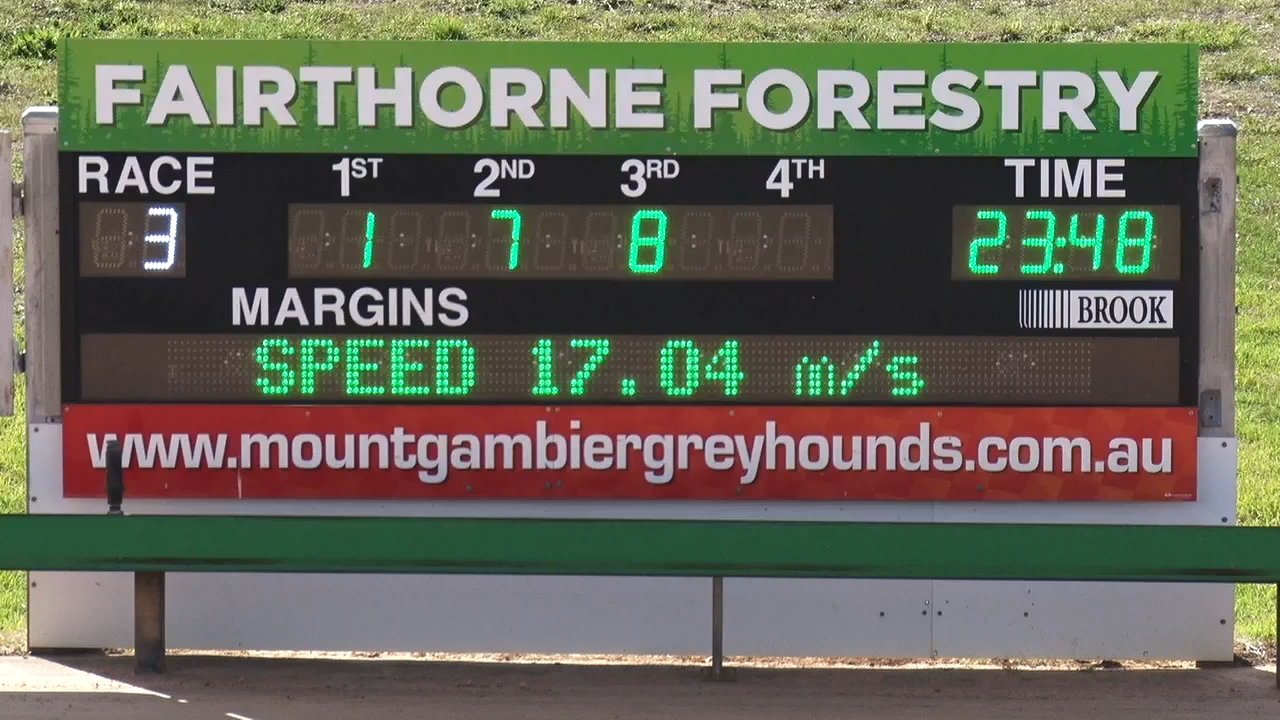 FAIRTHORNE FORESTRY
RACE 1ST 2ND 3RD 4TH TIME
3 1 7 8 23:48
MARGINS BROOK
SPEED 17.04 m/s
www.mountgambiergreyhounds.com.au